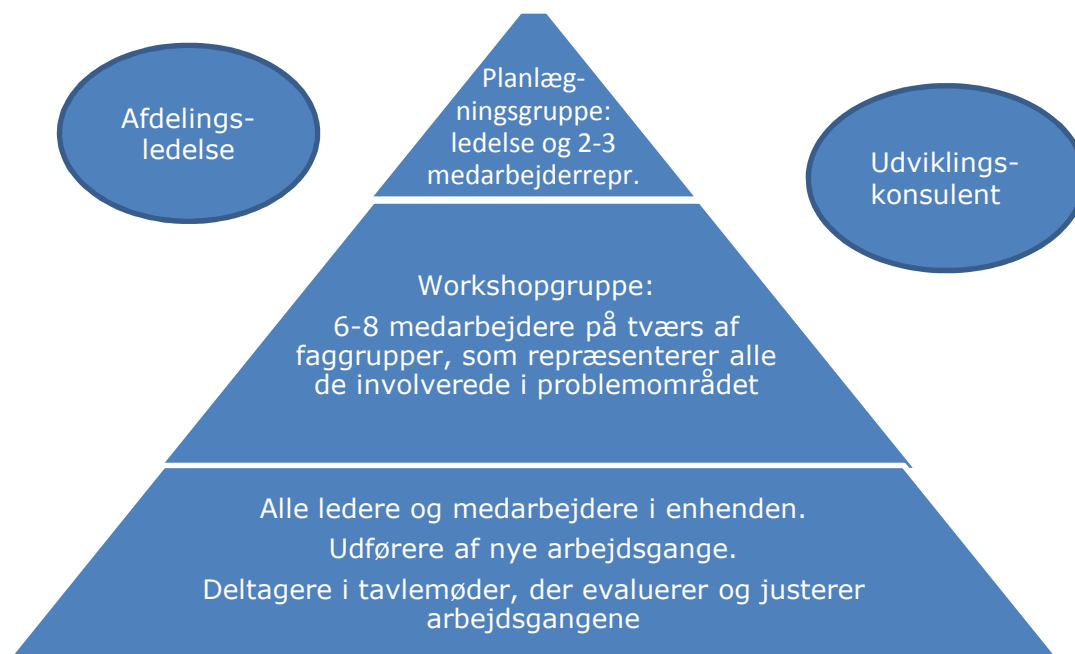 Afdelings-
ledelse
Planlæg-
ningsgruppe:
ledelse og 2-3
medarbejderrepr.
Udviklings-
konsulent
Workshopgruppe:
6-8 medarbejdere på tværs af
faggrupper, som repræsenterer alle
de involverede i problemområdet
Alle ledere og medarbejdere i enhenden.
Udførere af nye arbejdsgange.
Deltagere i tavlemøder, der evaluerer og justerer
arbejdsgangene